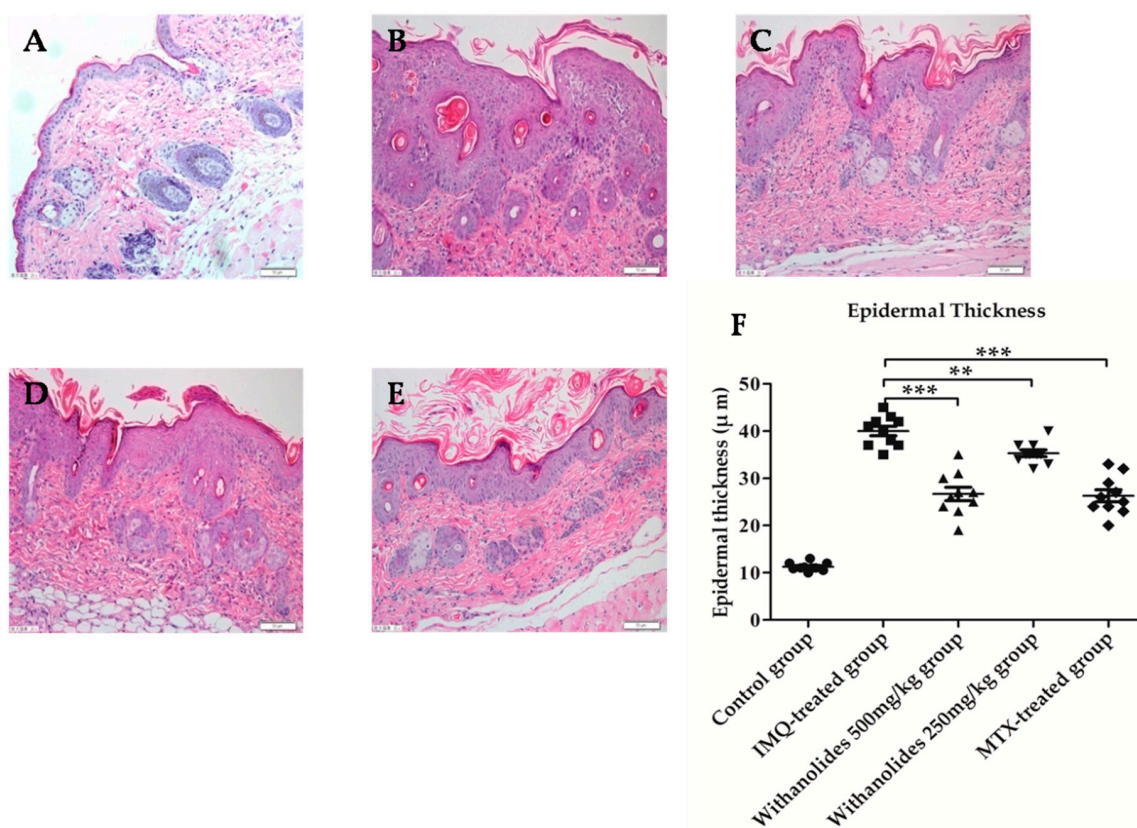 A
B
C
D
E
F
Epidermal Thickness
***
**
***
50
40
30
20
10
0
Epidermal thickness (μ m)
Control group
IMQ-treated group
Withanolides 500mg/kg group
Withanolides 250mg/kg group
MTX-treated group